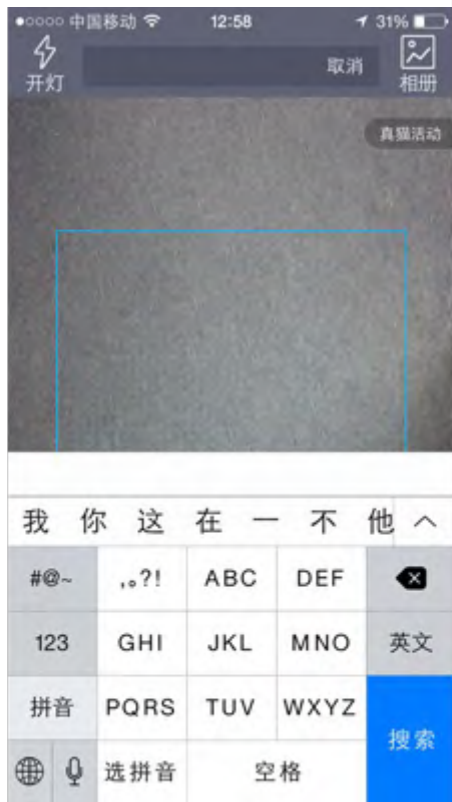 中国移动 12:58 31%
开灯 取消 相册
真猫活动
我 你 这 在 一 不 他
#@~ ,。?! ABC DEF
123 GHI JKL MNO 英文
拼音 PQRS TUV WXYZ
选拼音 空格 搜索